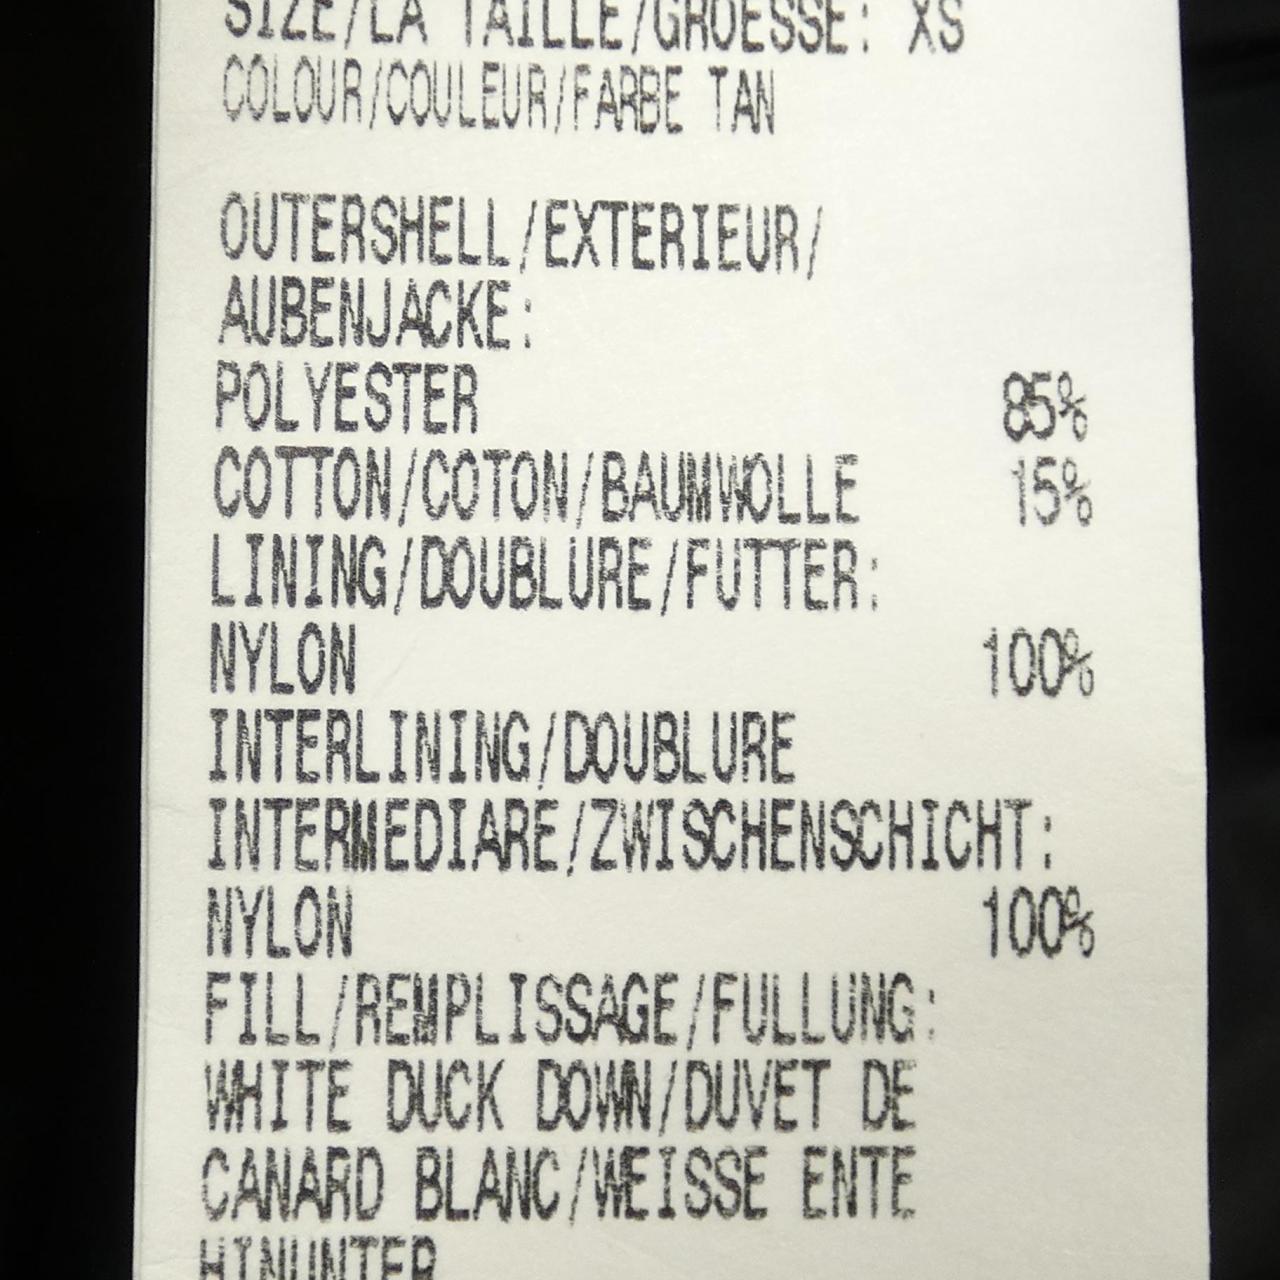 SIZE/LA TAILLE/GROESSE: XS
COLOUR/COULEUR/FARBE TAN
OUTERSHELL/EXTERIEUR/
AUBENJACKE:
POLYESTER 85%
COTTON/COTON/BAUMWOLLE 15%
LINING/DOUBLURE/FUTTER:
NYLON 100%
INTERLINING/DOUBLURE
INTERMEDIARE/ZWISCHENSCHICHT:
NYLON 100%
FILL/REMPLISSAGE/FULLUNG:
WHITE DUCK DOWN/DUVET DE
CANARD BLANC/WEISSE ENTE
HINUNTER